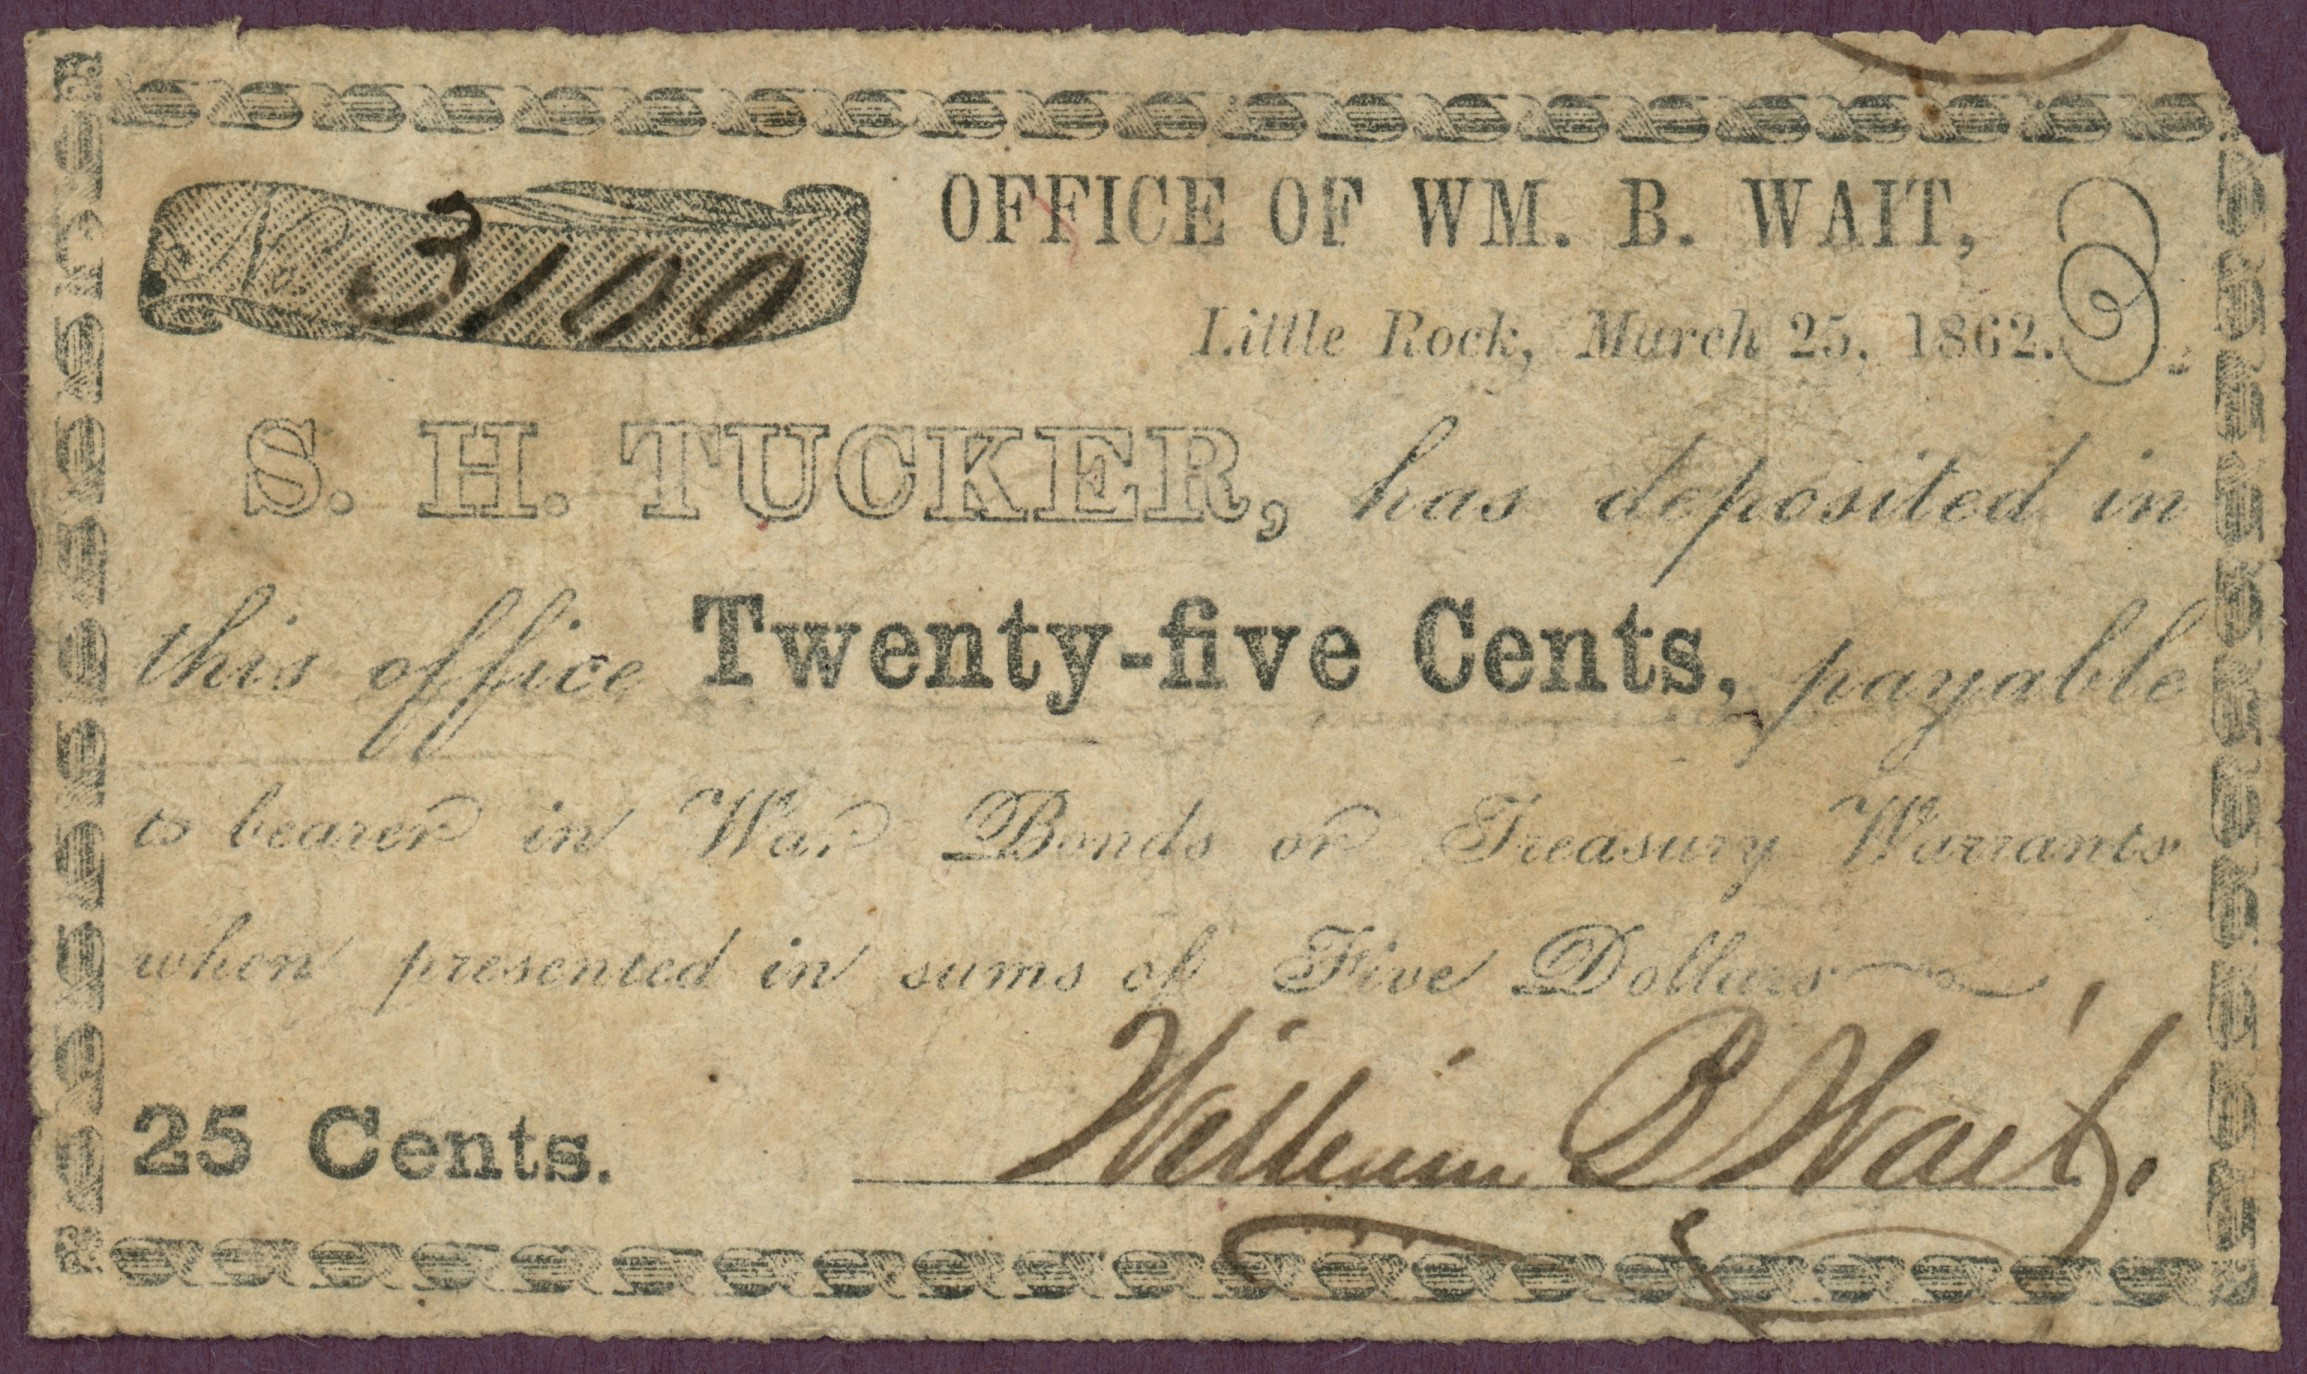 No 3100
OFFICE OF WM. B. WAIT,
Little Rock, March 25, 1862.
S. H. TUCKER, has deposited in
this office Twenty-five Cents, payable
to bearer in War Bonds or Treasury Warrants
when presented in sums of Five Dollars
25 Cents. William B Wait.